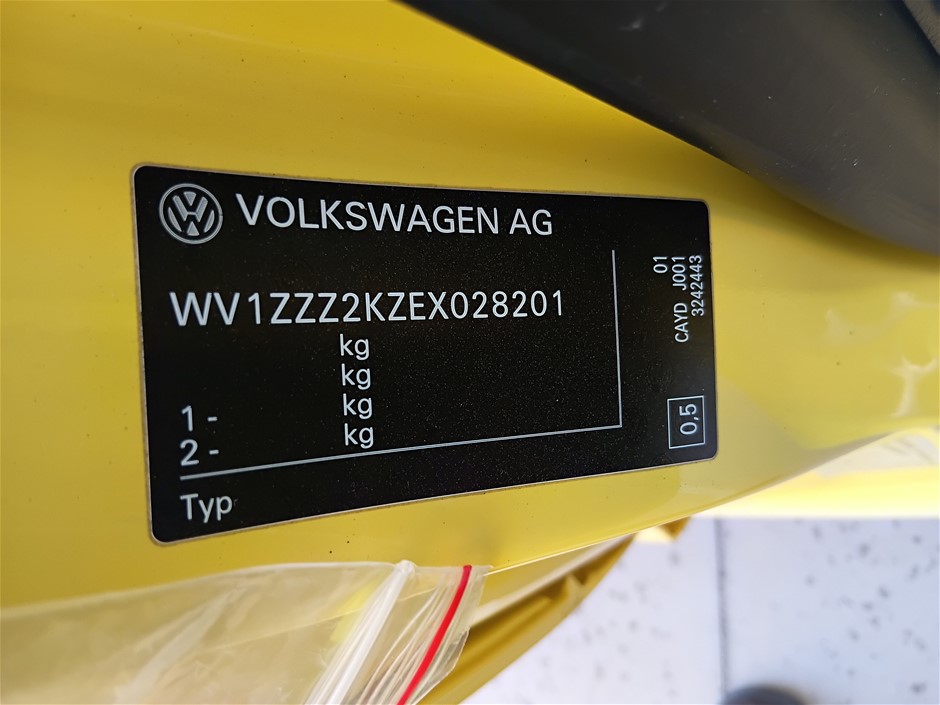 VOLKSWAGEN AG
WV1ZZZ2KZEX028201
kg
kg
1 - kg
2 - kg
Typ
01
CAYD J001
3242443
0,5